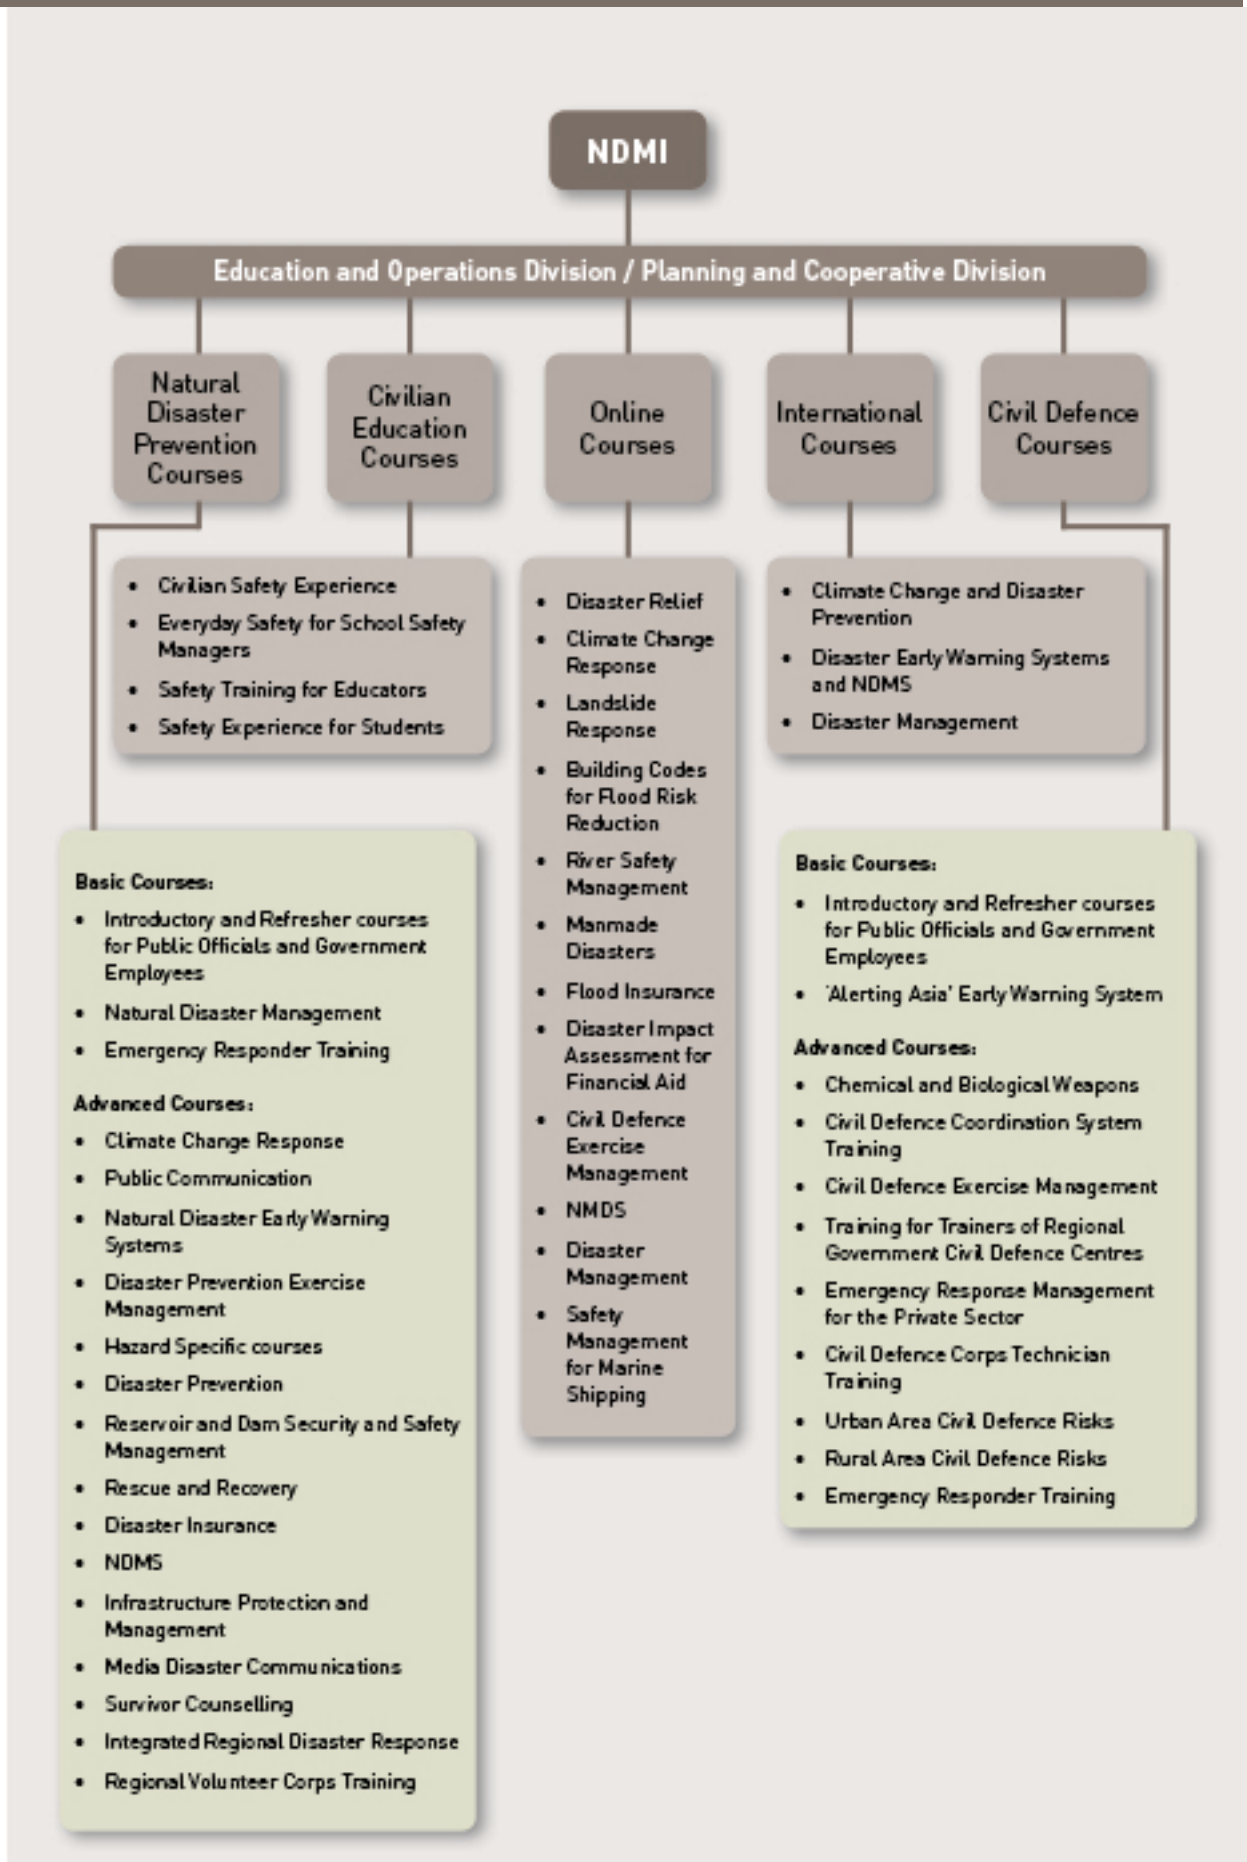 NDMI
Education and Operations Division / Planning and Cooperative Division
Natural
Disaster
Prevention
Courses
Civilian
Education
Courses
Online
Courses
International
Courses
Civil Defence
Courses
• Civilian Safety Experience
• Everyday Safety for School Safety
Managers
• Safety Training for Educators
• Safety Experience for Students
• Disaster Relief
• Climate Change
Response
• Landslide
Response
• Building Codes
for Flood Risk
Reduction
• River Safety
Management
• Manmade
Disasters
• Flood Insurance
• Disaster Impact
Assessment for
Financial Aid
• Civil Defence
Exercise
Management
• NMDS
• Disaster
Management
• Safety
Management
for Marine
Shipping
• Climate Change and Disaster
Prevention
• Disaster Early Warning Systems
and NDMS
• Disaster Management
Basic Courses:
• Introductory and Refresher courses
for Public Officials and Government
Employees
• Natural Disaster Management
• Emergency Responder Training
Advanced Courses:
• Climate Change Response
• Public Communication
• Natural Disaster Early Warning
Systems
• Disaster Prevention Exercise
Management
• Hazard Specific courses
• Disaster Prevention
• Reservoir and Dam Security and Safety
Management
• Rescue and Recovery
• Disaster Insurance
• NDMS
• Infrastructure Protection and
Management
• Media Disaster Communications
• Survivor Counselling
• Integrated Regional Disaster Response
• Regional Volunteer Corps Training
Basic Courses:
• Introductory and Refresher courses
for Public Officials and Government
Employees
• 'Alerting Asia' Early Warning System
Advanced Courses:
• Chemical and Biological Weapons
• Civil Defence Coordination System
Training
• Civil Defence Exercise Management
• Training for Trainers of Regional
Government Civil Defence Centres
• Emergency Response Management
for the Private Sector
• Civil Defence Corps Technician
Training
• Urban Area Civil Defence Risks
• Rural Area Civil Defence Risks
• Emergency Responder Training